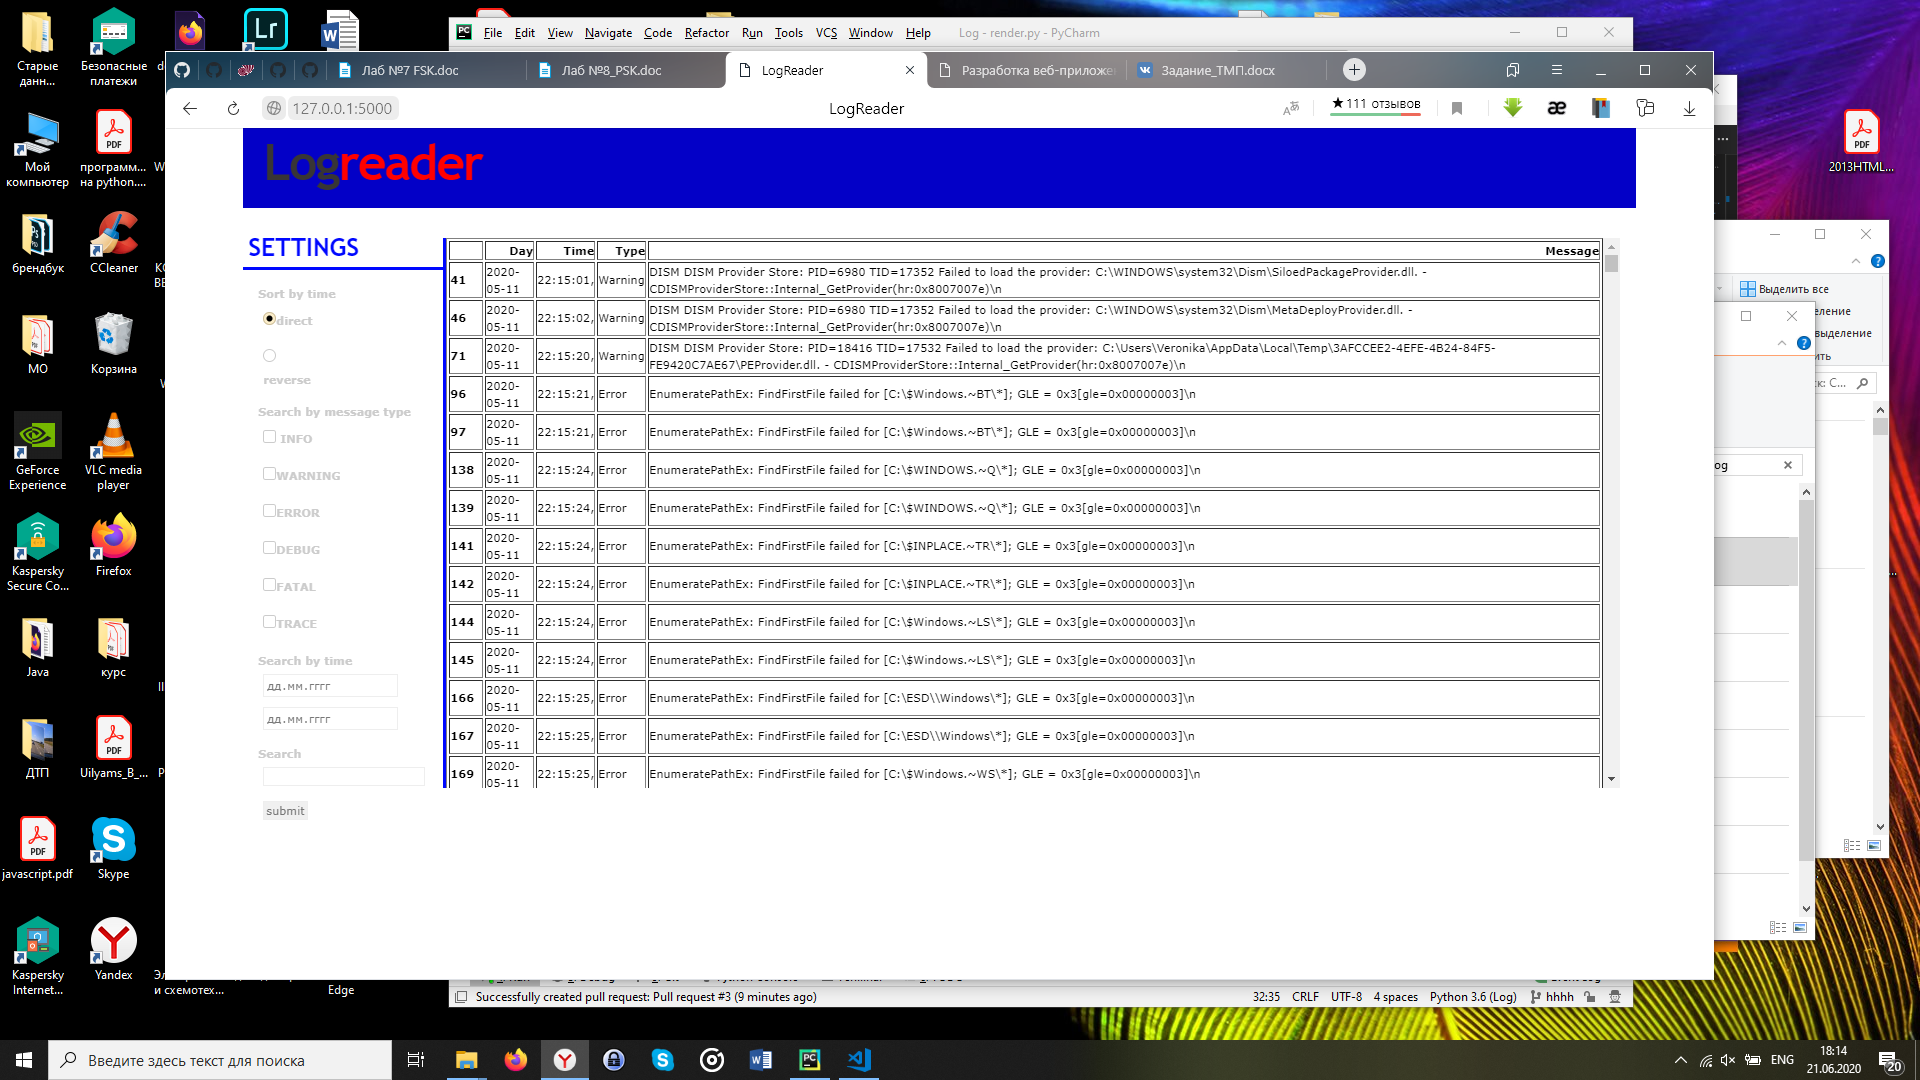 Старые данн...
Безопасные платежи
Мой компьютер
программ... на python....
брендбук
CCleaner
МО
Корзина
GeForce Experience
VLC media player
Kaspersky Secure Co...
Firefox
Java
курс
ДТП
Uilyams_B_...
javascript.pdf
Skype
Kaspersky Internet...
Yandex
и схемотех...
Edge
2013HTML...
File Edit View Navigate Code Refactor Run Tools VCS Window Help Log - render.py - PyCharm
Лаб №7 FSK.doc
Лаб №8_PSK.doc
LogReader
Разработка веб-приложе
Задание_ТМП.docx
127.0.0.1:5000
LogReader
★ 111 отзывов
Logreader
SETTINGS
Sort by time
direct
reverse
Search by message type
INFO
WARNING
ERROR
DEBUG
FATAL
TRACE
Search by time
дд.мм.гггг
дд.мм.гггг
Search
submit
Day Time Type Message
41 2020-05-11 22:15:01, Warning DISM DISM Provider Store: PID=6980 TID=17352 Failed to load the provider: C:\WINDOWS\system32\Dism\SiloedPackageProvider.dll. - CDISMProviderStore::Internal_GetProvider(hr:0x8007007e)\n
46 2020-05-11 22:15:02, Warning DISM DISM Provider Store: PID=6980 TID=17352 Failed to load the provider: C:\WINDOWS\system32\Dism\MetaDeployProvider.dll. - CDISMProviderStore::Internal_GetProvider(hr:0x8007007e)\n
71 2020-05-11 22:15:20, Warning DISM DISM Provider Store: PID=18416 TID=17532 Failed to load the provider: C:\Users\Veronika\AppData\Local\Temp\3AFCCEE2-4EFE-4B24-84F5-FE9420C7AE67\PEProvider.dll. - CDISMProviderStore::Internal_GetProvider(hr:0x8007007e)\n
96 2020-05-11 22:15:21, Error EnumeratePathEx: FindFirstFile failed for [C:\$Windows.~BT\*]; GLE = 0x3[gle=0x00000003]\n
97 2020-05-11 22:15:21, Error EnumeratePathEx: FindFirstFile failed for [C:\$Windows.~BT\*]; GLE = 0x3[gle=0x00000003]\n
138 2020-05-11 22:15:24, Error EnumeratePathEx: FindFirstFile failed for [C:\$WINDOWS.~Q\*]; GLE = 0x3[gle=0x00000003]\n
139 2020-05-11 22:15:24, Error EnumeratePathEx: FindFirstFile failed for [C:\$WINDOWS.~Q\*]; GLE = 0x3[gle=0x00000003]\n
141 2020-05-11 22:15:24, Error EnumeratePathEx: FindFirstFile failed for [C:\$INPLACE.~TR\*]; GLE = 0x3[gle=0x00000003]\n
142 2020-05-11 22:15:24, Error EnumeratePathEx: FindFirstFile failed for [C:\$INPLACE.~TR\*]; GLE = 0x3[gle=0x00000003]\n
144 2020-05-11 22:15:24, Error EnumeratePathEx: FindFirstFile failed for [C:\$Windows.~LS\*]; GLE = 0x3[gle=0x00000003]\n
145 2020-05-11 22:15:24, Error EnumeratePathEx: FindFirstFile failed for [C:\$Windows.~LS\*]; GLE = 0x3[gle=0x00000003]\n
166 2020-05-11 22:15:25, Error EnumeratePathEx: FindFirstFile failed for [C:\ESD\\Windows\*]; GLE = 0x3[gle=0x00000003]\n
167 2020-05-11 22:15:25, Error EnumeratePathEx: FindFirstFile failed for [C:\ESD\\Windows\*]; GLE = 0x3[gle=0x00000003]\n
169 2020-05-11 22:15:25, Error EnumeratePathEx: FindFirstFile failed for [C:\$Windows.~WS\*]; GLE = 0x3[gle=0x00000003]\n
Выделить все
Successfully created pull request: Pull request #3 (9 minutes ago)
32:35 CRLF UTF-8 4 spaces Python 3.6 (Log) hhhh
Введите здесь текст для поиска
ENG
18:14
21.06.2020
20